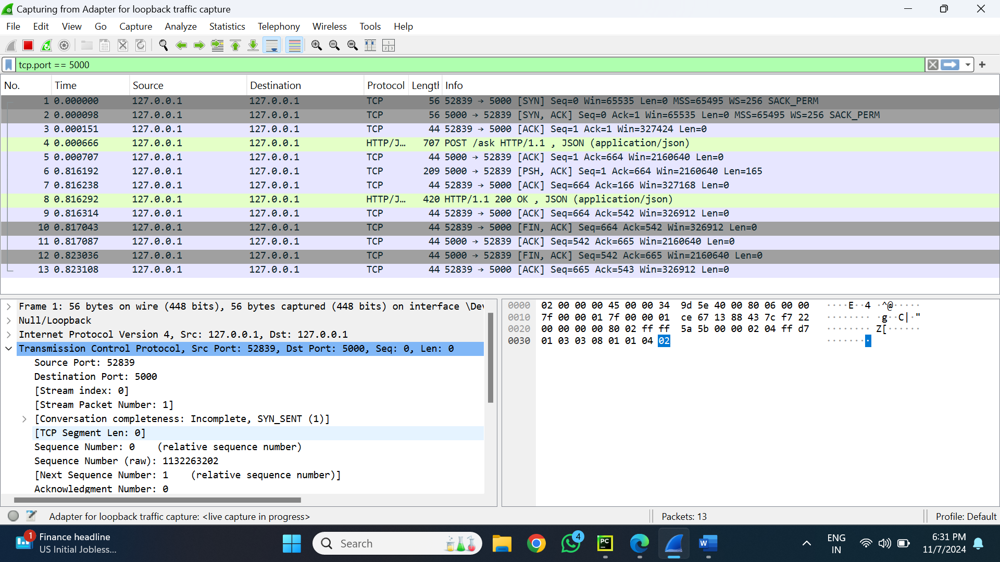 Capturing from Adapter for loopback traffic capture
File Edit View Go Capture Analyze Statistics Telephony Wireless Tools Help
tcp.port == 5000
No. Time Source Destination Protocol Length Info
1 0.000000 127.0.0.1 127.0.0.1 TCP 56 52839 → 5000 [SYN] Seq=0 Win=65535 Len=0 MSS=65495 WS=256 SACK_PERM
2 0.000098 127.0.0.1 127.0.0.1 TCP 56 5000 → 52839 [SYN, ACK] Seq=0 Ack=1 Win=65535 Len=0 MSS=65495 WS=256 SACK_PERM
3 0.000151 127.0.0.1 127.0.0.1 TCP 44 52839 → 5000 [ACK] Seq=1 Ack=1 Win=327424 Len=0
4 0.000666 127.0.0.1 127.0.0.1 HTTP/J… 707 POST /ask HTTP/1.1 , JSON (application/json)
5 0.000707 127.0.0.1 127.0.0.1 TCP 44 5000 → 52839 [ACK] Seq=1 Ack=664 Win=2160640 Len=0
6 0.816192 127.0.0.1 127.0.0.1 TCP 209 5000 → 52839 [PSH, ACK] Seq=1 Ack=664 Win=2160640 Len=165
7 0.816238 127.0.0.1 127.0.0.1 TCP 44 52839 → 5000 [ACK] Seq=664 Ack=166 Win=327168 Len=0
8 0.816292 127.0.0.1 127.0.0.1 HTTP/J… 420 HTTP/1.1 200 OK , JSON (application/json)
9 0.816314 127.0.0.1 127.0.0.1 TCP 44 52839 → 5000 [ACK] Seq=664 Ack=542 Win=326912 Len=0
10 0.817043 127.0.0.1 127.0.0.1 TCP 44 52839 → 5000 [FIN, ACK] Seq=664 Ack=542 Win=326912 Len=0
11 0.817087 127.0.0.1 127.0.0.1 TCP 44 5000 → 52839 [ACK] Seq=542 Ack=665 Win=2160640 Len=0
12 0.823036 127.0.0.1 127.0.0.1 TCP 44 5000 → 52839 [FIN, ACK] Seq=542 Ack=665 Win=2160640 Len=0
13 0.823108 127.0.0.1 127.0.0.1 TCP 44 52839 → 5000 [ACK] Seq=665 Ack=543 Win=326912 Len=0
Frame 1: 56 bytes on wire (448 bits), 56 bytes captured (448 bits) on interface \Dev
Null/Loopback
Internet Protocol Version 4, Src: 127.0.0.1, Dst: 127.0.0.1
Transmission Control Protocol, Src Port: 52839, Dst Port: 5000, Seq: 0, Len: 0
Source Port: 52839
Destination Port: 5000
[Stream index: 0]
[Stream Packet Number: 1]
[Conversation completeness: Incomplete, SYN_SENT (1)]
[TCP Segment Len: 0]
Sequence Number: 0 (relative sequence number)
Sequence Number (raw): 1132263202
[Next Sequence Number: 1 (relative sequence number)]
Acknowledgment Number: 0
0000 02 00 00 00 45 00 00 34 9d 5e 40 00 80 06 00 00 ····E··4 ·^@·····
0010 7f 00 00 01 7f 00 00 01 ce 67 13 88 43 7c f7 22 ········ ·g··C|·"
0020 00 00 00 00 80 02 ff ff 5a 5b 00 00 02 04 ff d7 ········ Z[······
0030 01 03 03 08 01 01 04 02 ········
Adapter for loopback traffic capture: <live capture in progress>
Packets: 13
Profile: Default
1
Finance headline
US Initial Jobless...
Search
4
PC
W
ENG
IN
6:31 PM
11/7/2024